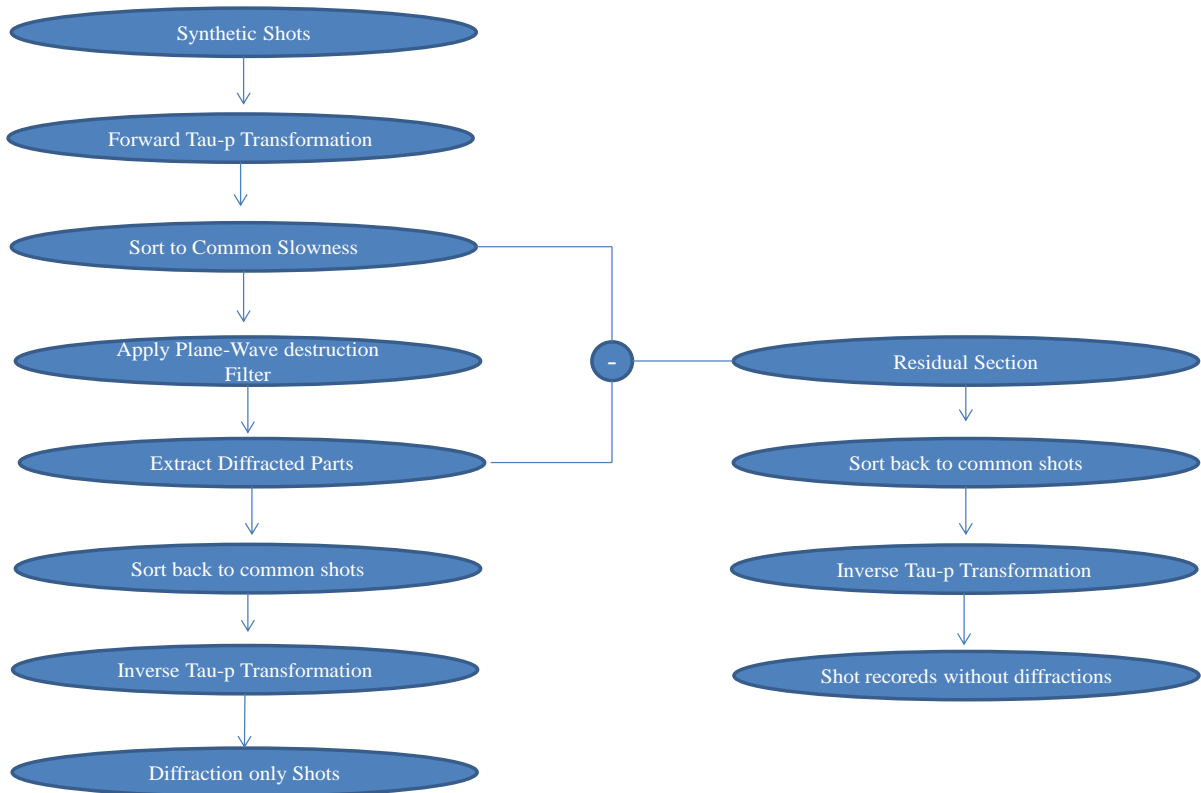 Synthetic Shots
Forward Tau-p Transformation
Sort to Common Slowness
Apply Plane-Wave destruction
Filter
Extract Diffracted Parts
Sort back to common shots
Inverse Tau-p Transformation
Diffraction only Shots
-
Residual Section
Sort back to common shots
Inverse Tau-p Transformation
Shot recoreds without diffractions